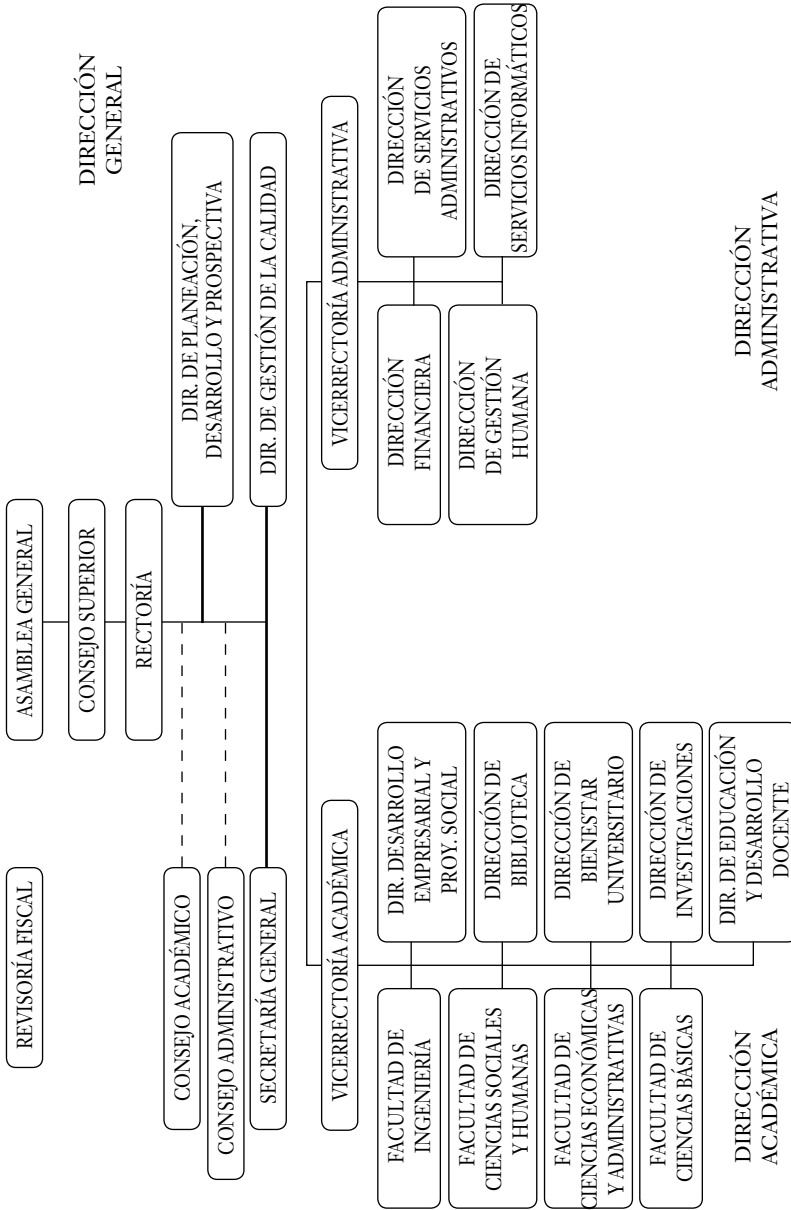 REVISORÍA FISCAL
ASAMBLEA GENERAL
CONSEJO SUPERIOR
RECTORÍA
DIRECCIÓN
GENERAL
CONSEJO ACADÉMICO
CONSEJO ADMINISTRATIVO
SECRETARÍA GENERAL
DIR. DE PLANEACIÓN,
DESARROLLO Y PROSPECTIVA
DIR. DE GESTIÓN DE LA CALIDAD
VICERRECTORÍA ACADÉMICA
FACULTAD DE
INGENIERÍA
FACULTAD DE
CIENCIAS SOCIALES
Y HUMANAS
FACULTAD DE
CIENCIAS ECONÓMICAS
Y ADMINISTRATIVAS
FACULTAD DE
CIENCIAS BÁSICAS
DIR. DESARROLLO
EMPRESARIAL Y
PROY. SOCIAL
DIRECCIÓN DE
BIBLIOTECA
DIRECCIÓN DE
BIENESTAR
UNIVERSITARIO
DIRECCIÓN DE
INVESTIGACIONES
DIR. DE EDUCACIÓN
Y DESARROLLO
DOCENTE
DIRECCIÓN
ACADÉMICA
VICERRECTORÍA ADMINISTRATIVA
DIRECCIÓN
FINANCIERA
DIRECCIÓN
DE GESTIÓN
HUMANA
DIRECCIÓN
DE SERVICIOS
ADMINISTRATIVOS
DIRECCIÓN DE
SERVICIOS INFORMÁTICOS
DIRECCIÓN
ADMINISTRATIVA